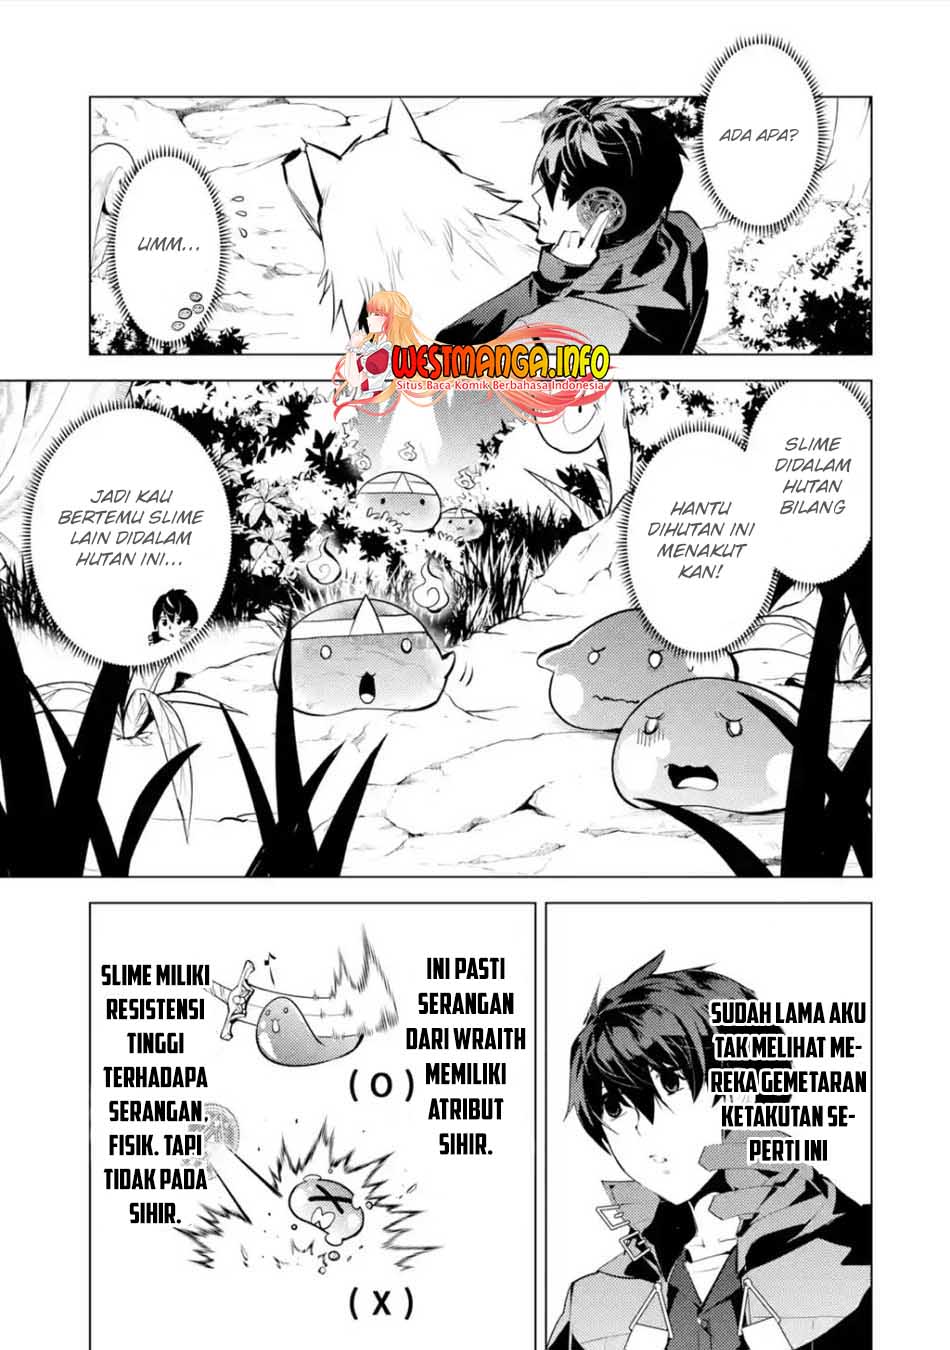 ADA APA?
UMM...
WESTMANGA.INFO
Situs Baca Komik Berbahasa Indonesia
SLIME
DIDALAM
HUTAN
BILANG
HANTU
DIHUTAN INI
MENAKUT
KAN!
JADI KAU
BERTEMU SLIME
LAIN DIDALAM
HUTAN INI...
SUDAH LAMA AKU
TAK MELIHAT ME-
REKA GEMETARAN
KETAKUTAN SE-
PERTI INI
INI PASTI
SERANGAN
DARI WRAITH
MEMILIKI
ATRIBUT
SIHIR.
SLIME MILIKI
RESISTENSI
TINGGI
TERHADAPA
SERANGAN,
FISIK. TAPI
TIDAK PADA
SIHIR.
(O)
(X)